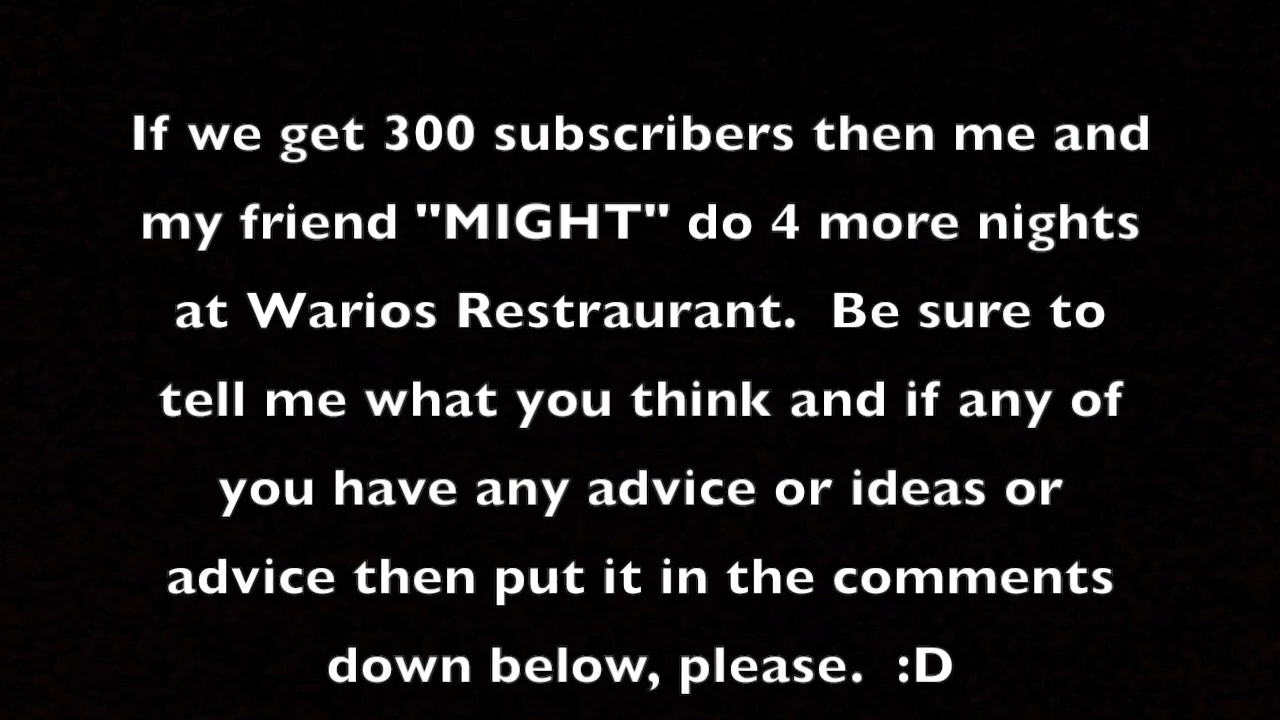 If we get 300 subscribers then me and
my friend "MIGHT" do 4 more nights
at Warios Restraurant.  Be sure to
tell me what you think and if any of
you have any advice or ideas or
advice then put it in the comments
down below, please.  :D